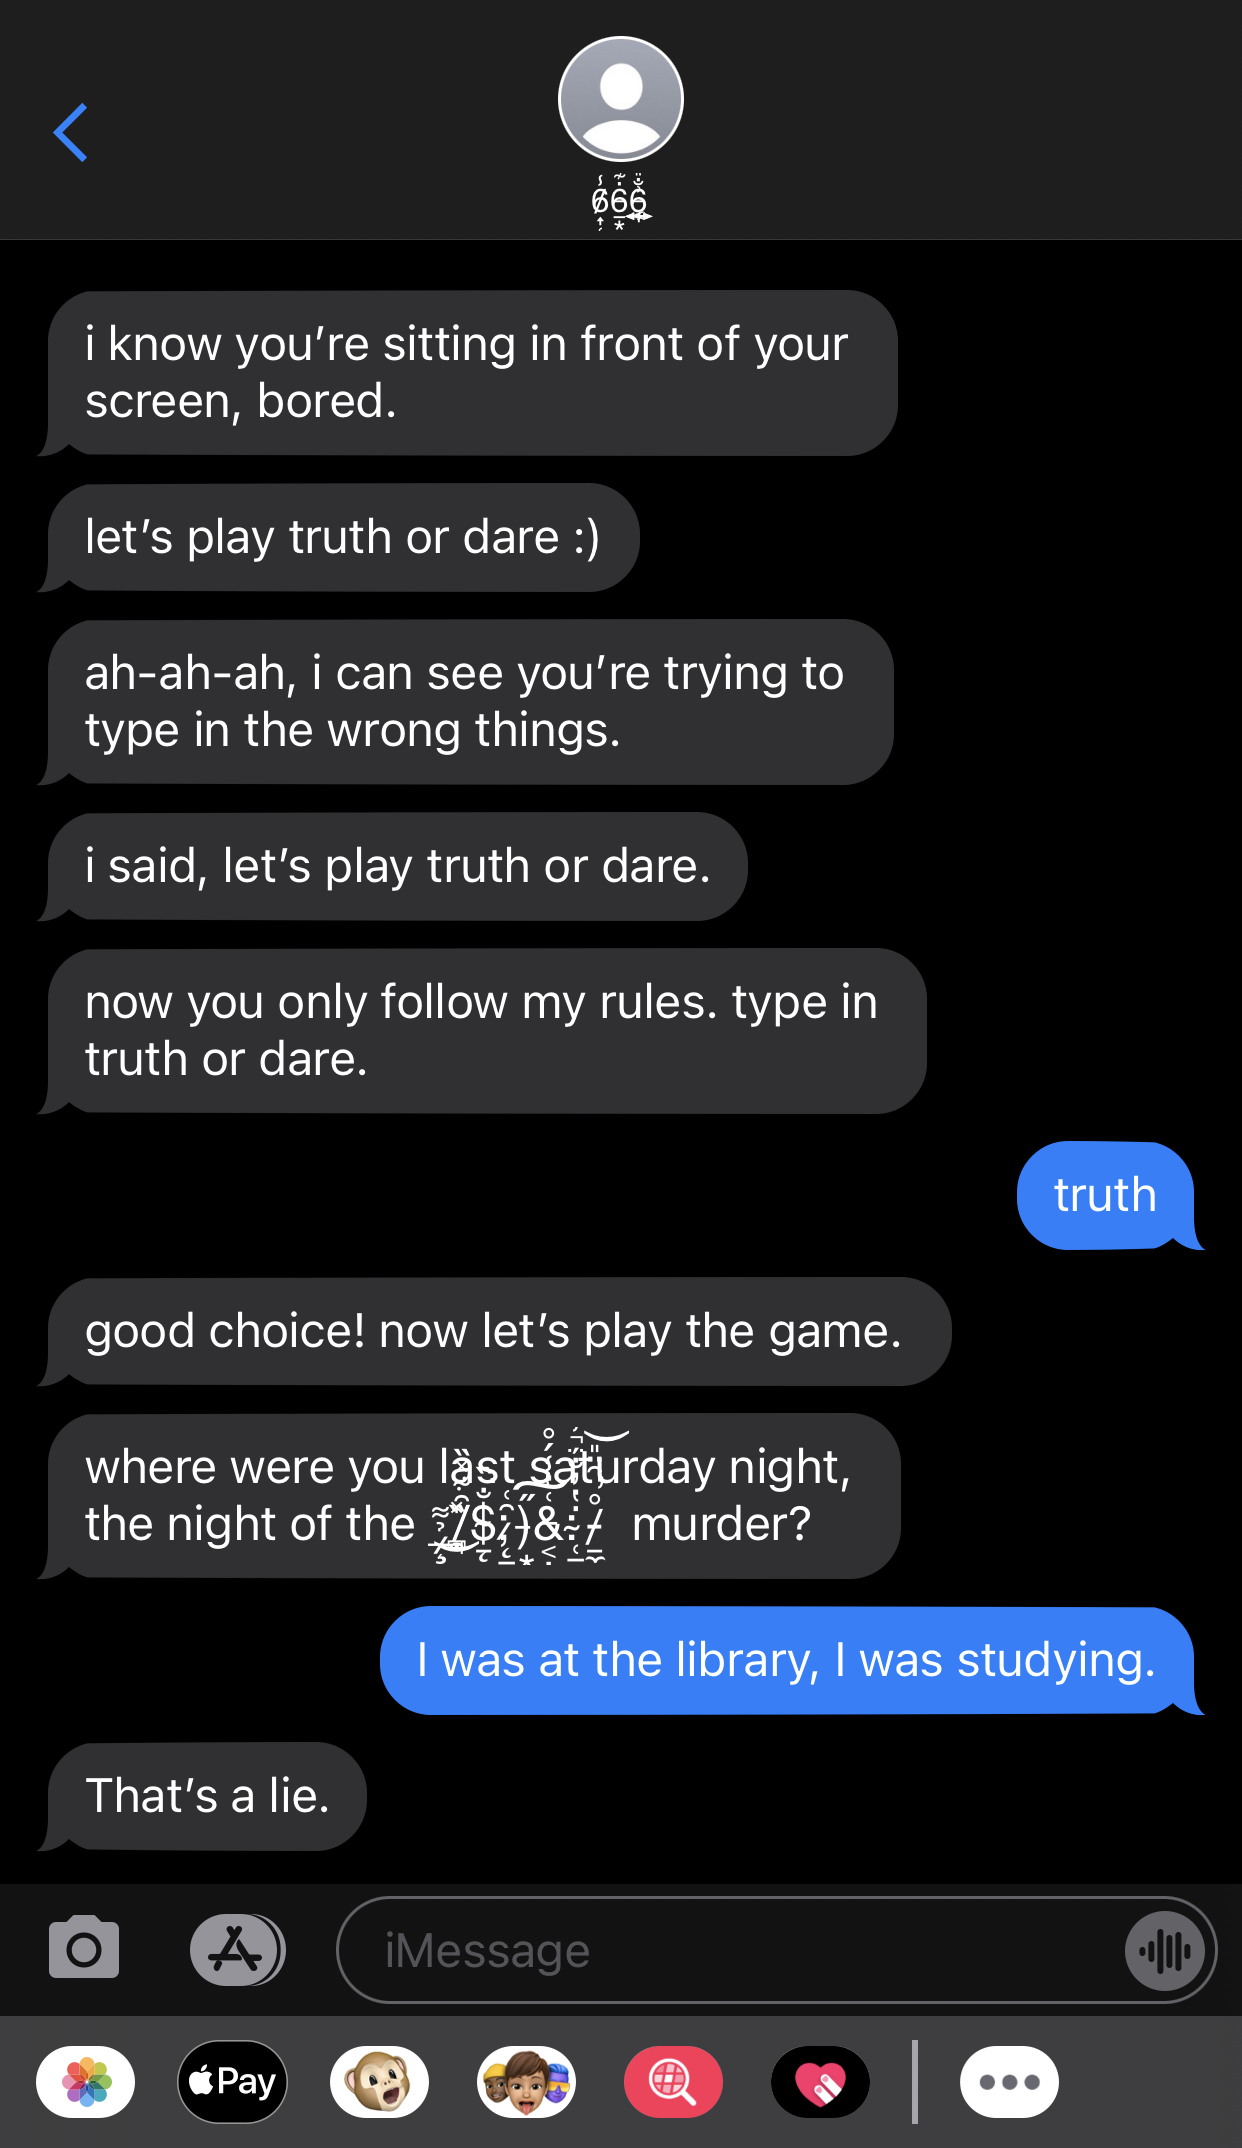 666
i know you’re sitting in front of your
screen, bored.
let’s play truth or dare :)
ah-ah-ah, i can see you’re trying to
type in the wrong things.
i said, let’s play truth or dare.
now you only follow my rules. type in
truth or dare.
truth
good choice! now let’s play the game.
where were you last saturday night,
the night of the murder?
I was at the library, I was studying.
That’s a lie.
iMessage
Pay